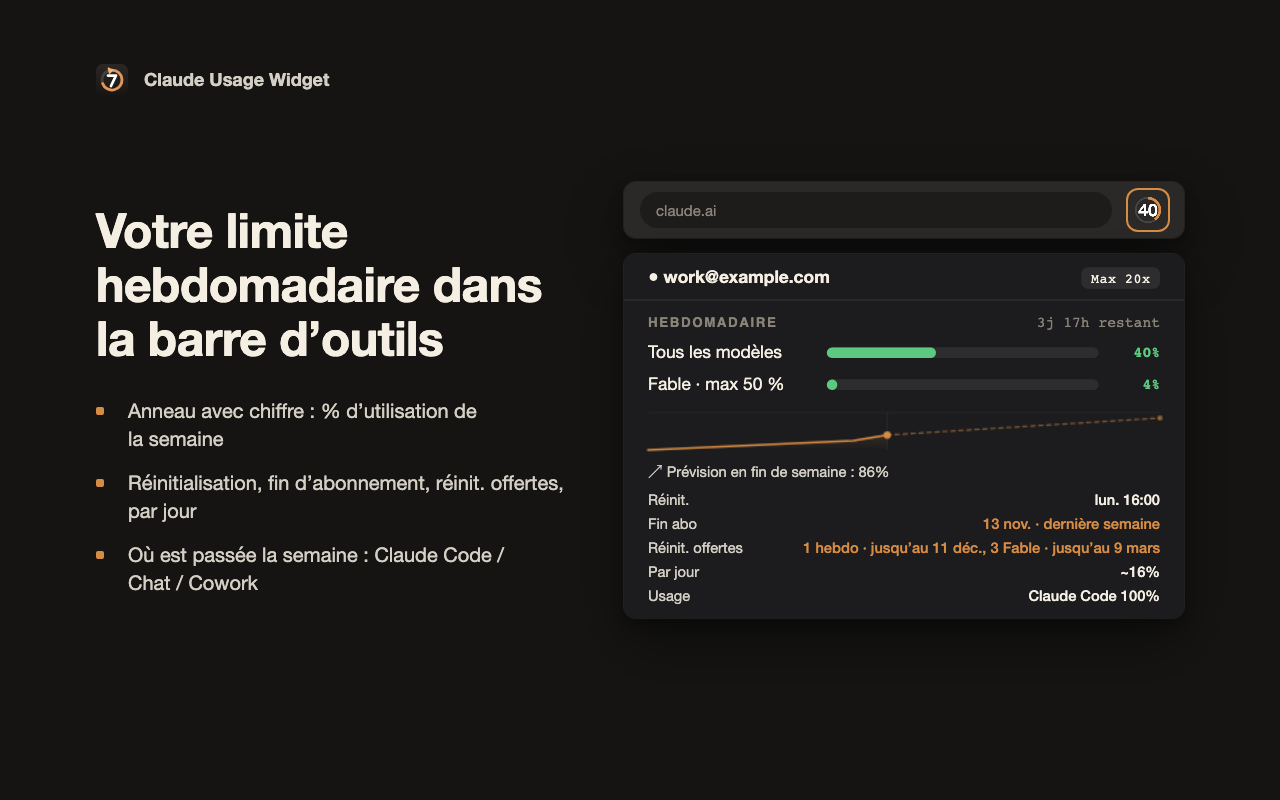 7 Claude Usage Widget
Votre limite
hebdomadaire dans
la barre d’outils
Anneau avec chiffre : % d’utilisation de
la semaine
Réinitialisation, fin d’abonnement, réinit. offertes,
par jour
Où est passée la semaine : Claude Code /
Chat / Cowork
claude.ai 40
work@example.com Max 20x
HEBDOMADAIRE 3j 17h restant
Tous les modèles 40%
Fable · max 50 % 4%
↗ Prévision en fin de semaine : 86%
Réinit. lun. 16:00
Fin abo 13 nov. · dernière semaine
Réinit. offertes 1 hebdo · jusqu’au 11 déc., 3 Fable · jusqu’au 9 mars
Par jour ~16%
Usage Claude Code 100%